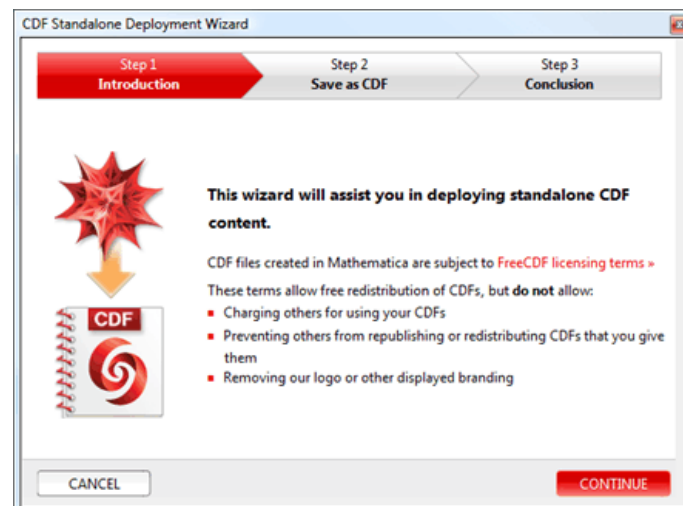 CDF Standalone Deployment Wizard
Step 1
Introduction
Step 2
Save as CDF
Step 3
Conclusion
This wizard will assist you in deploying standalone CDF
content.
CDF files created in Mathematica are subject to FreeCDF licensing terms »
These terms allow free redistribution of CDFs, but do not allow:
Charging others for using your CDFs
Preventing others from republishing or redistributing CDFs that you give
them
Removing our logo or other displayed branding
CDF
CANCEL
CONTINUE